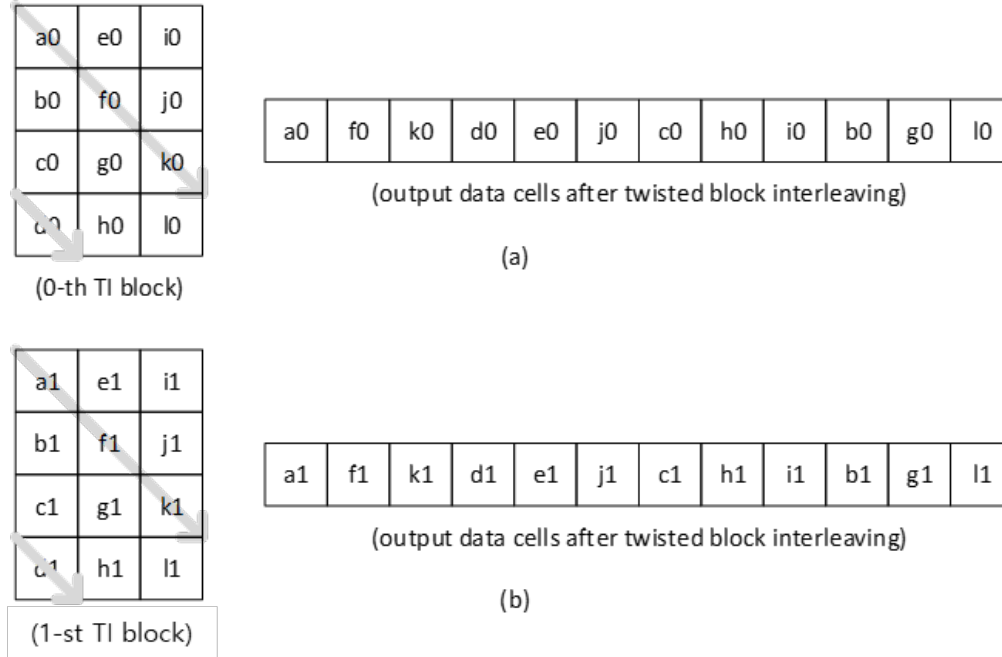 a0 e0 i0
b0 f0 j0
c0 g0 k0
d0 h0 l0
(0-th TI block)
a0 f0 k0 d0 e0 j0 c0 h0 i0 b0 g0 l0
(output data cells after twisted block interleaving)
(a)
a1 e1 i1
b1 f1 j1
c1 g1 k1
d1 h1 l1
(1-st TI block)
a1 f1 k1 d1 e1 j1 c1 h1 i1 b1 g1 l1
(output data cells after twisted block interleaving)
(b)